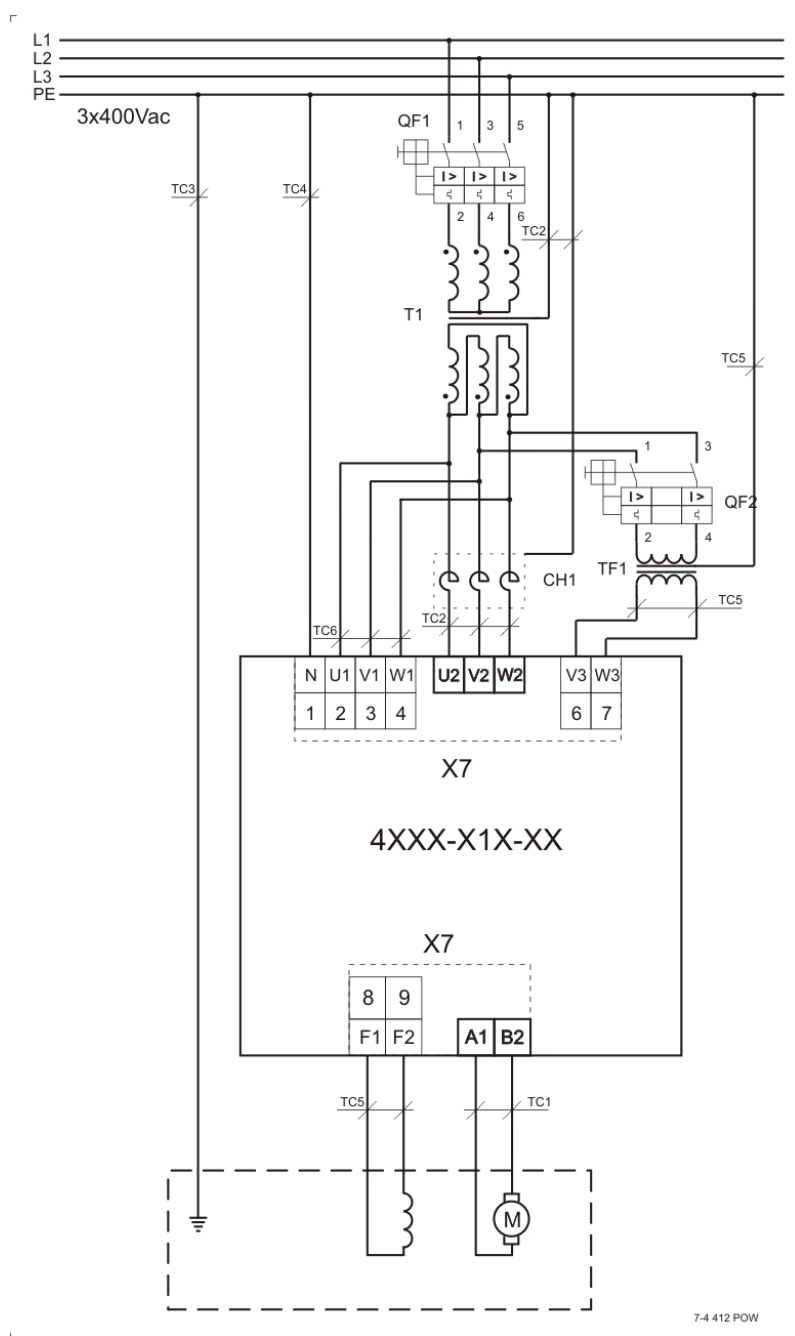 L1
L2
L3
PE
3x400Vac
QF1
1 3 5
TC3
TC4
I> I> I>
2 4 6
TC2
T1
TC5
1 3
I> I>
QF2
2 4
TF1
CH1
TC5
TC2
TC6
N U1 V1 W1 U2 V2 W2 V3 W3
1 2 3 4 6 7
X7
4XXX-X1X-XX
X7
8 9
F1 F2 A1 B2
TC5 TC1
M
7-4 412 POW